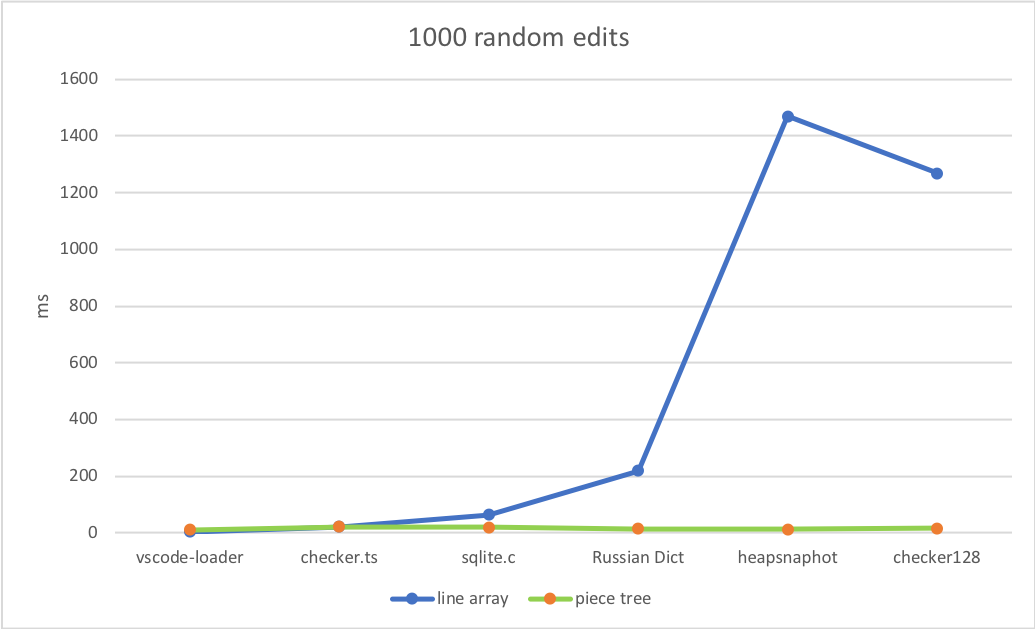 1000 random edits
1600
1400
1200
1000
800
600
400
200
0
ms
vscode-loader checker.ts sqlite.c Russian Dict heapsnaphot checker128
line array piece tree